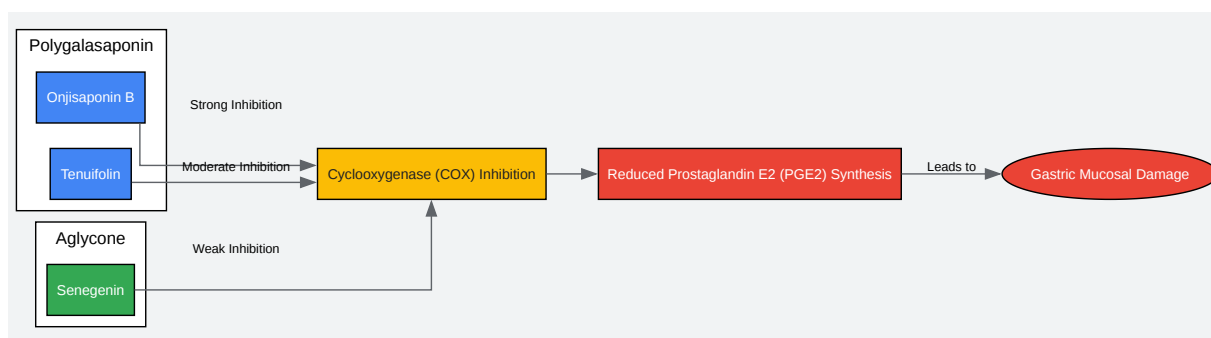 Polygalasaponin
Onjisaponin B
Strong Inhibition
Moderate Inhibition
Tenuifolin
Cyclooxygenase (COX) Inhibition
Reduced Prostaglandin E2 (PGE2) Synthesis
Leads to
Gastric Mucosal Damage
Aglycone
Weak Inhibition
Senegenin